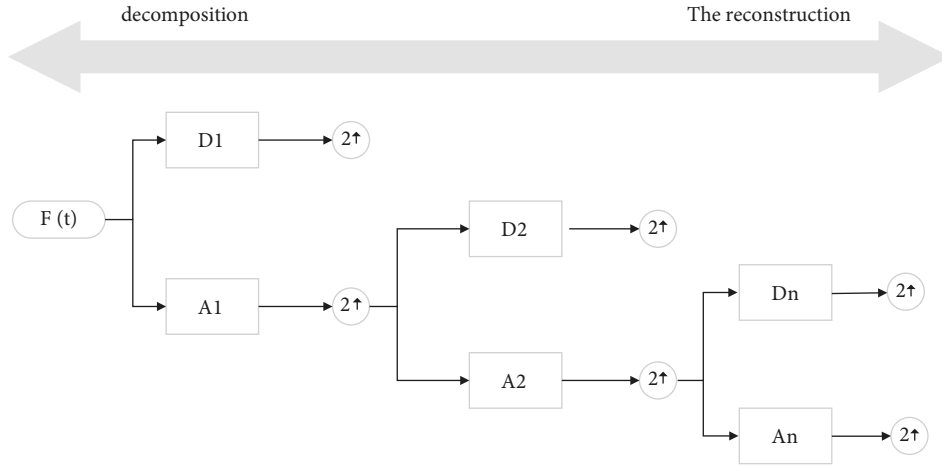 decomposition
The reconstruction
D1
2↑
F (t)
D2
2↑
A1
2↑
Dn
2↑
A2
2↑
An
2↑